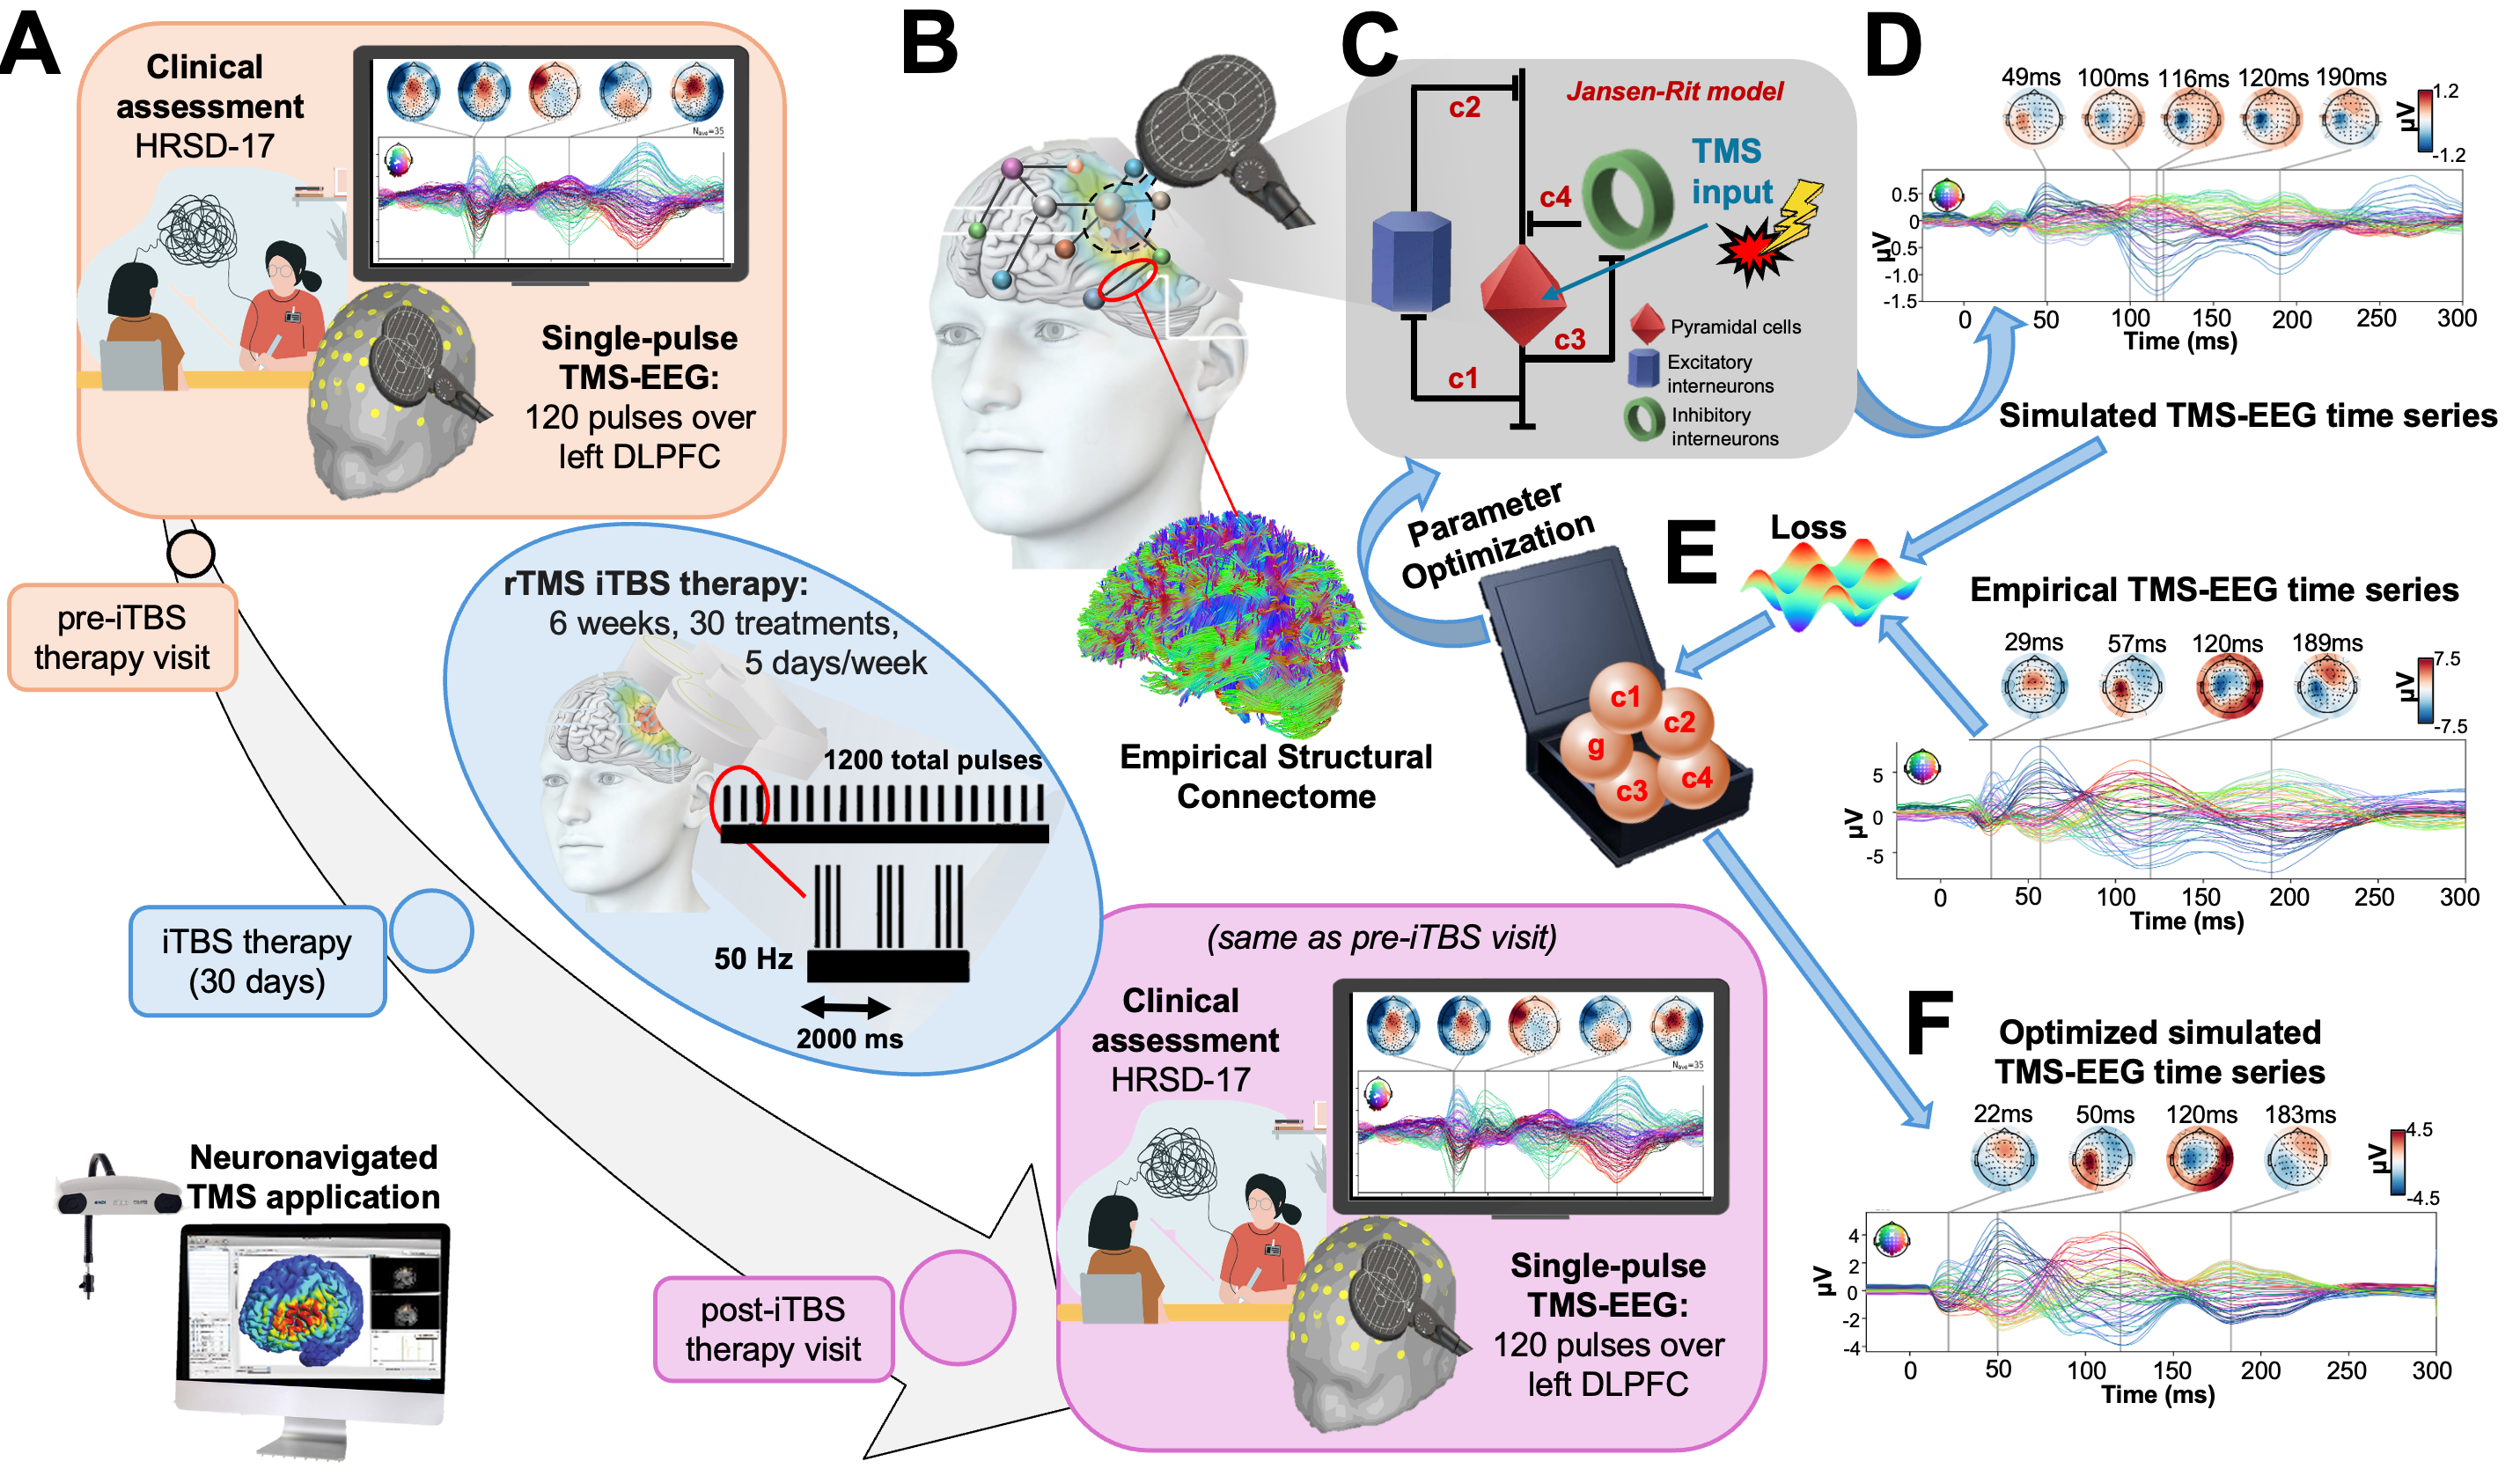 A
Clinical
assessment
HRSD-17
Nave=35
Single-pulse
TMS-EEG:
120 pulses over
left DLPFC
pre-iTBS
therapy visit
rTMS iTBS therapy:
6 weeks, 30 treatments,
5 days/week
1200 total pulses
50 Hz
2000 ms
iTBS therapy
(30 days)
Neuronavigated
TMS application
post-iTBS
therapy visit
(same as pre-iTBS visit)
Clinical
assessment
HRSD-17
Nave=35
Single-pulse
TMS-EEG:
120 pulses over
left DLPFC
B
Empirical Structural
Connectome
C
Jansen-Rit model
c2
TMS
input
c4
c3
c1
Pyramidal cells
Excitatory
interneurons
Inhibitory
interneurons
Parameter
Optimization
D
49ms 100ms 116ms 120ms 190ms
1.2
µV
-1.2
0.5
0
-0.5
-1.0
-1.5
µV
0 50 100 150 200 250 300
Time (ms)
Simulated TMS-EEG time series
E
Loss
c1
c2
g
c3
c4
Empirical TMS-EEG time series
29ms 57ms 120ms 189ms
7.5
µV
-7.5
5
0
-5
µV
0 50 100 150 200 250 300
Time (ms)
F
Optimized simulated
TMS-EEG time series
22ms 50ms 120ms 183ms
4.5
µV
-4.5
4
2
0
-2
-4
µV
0 50 100 150 200 250 300
Time (ms)